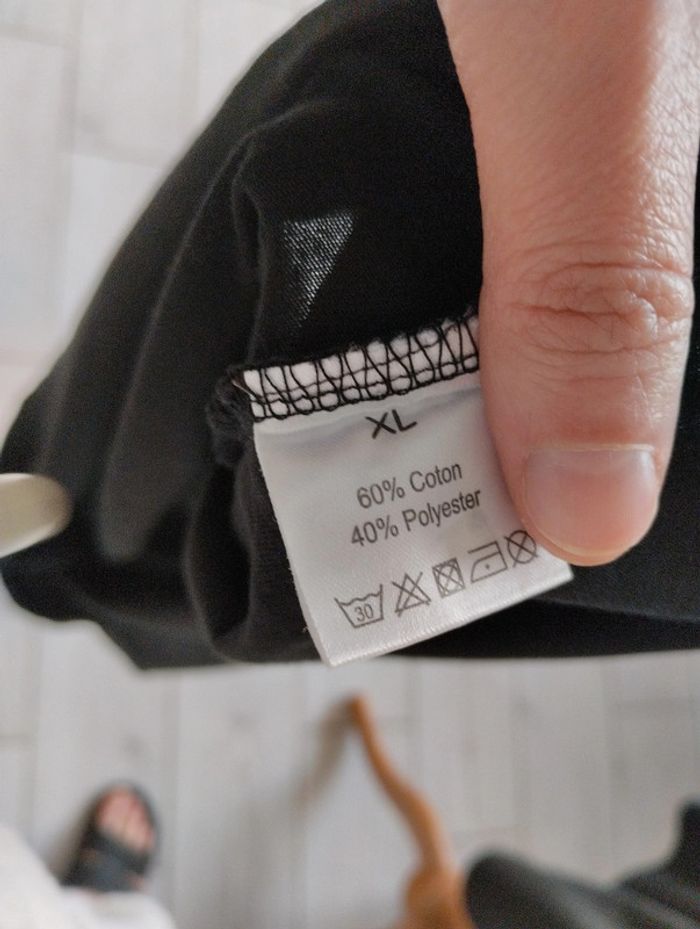 XL
60% Coton
40% Polyester
30